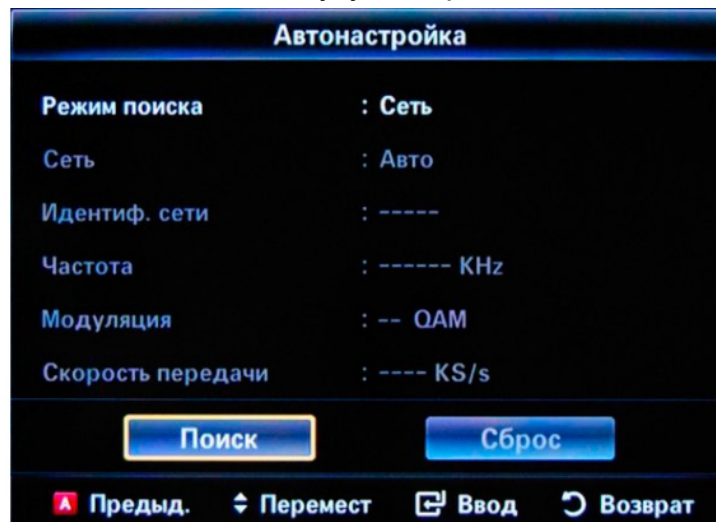 Автонастройка
Режим поиска : Сеть
Сеть : Авто
Идентиф. сети : -----
Частота : ------ KHz
Модуляция : -- QAM
Скорость передачи : ---- KS/s
Поиск Сброс
A Предыд. Перемест Ввод Возврат